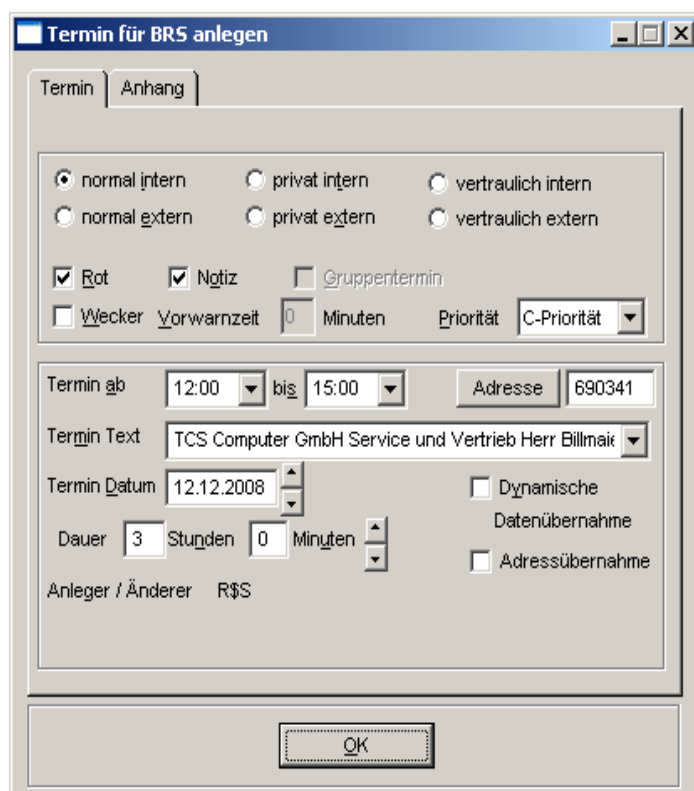 Termin für BRS anlegen
Termin Anhang
normal intern privat intern vertraulich intern
normal extern privat extern vertraulich extern
Rot Notiz Gruppentermin
Wecker Vorwarnzeit 0 Minuten Priorität C-Priorität
Termin ab 12:00 bis 15:00 Adresse 690341
Termin Text TCS Computer GmbH Service und Vertrieb Herr Billmaie
Termin Datum 12.12.2008 Dynamische
Datenübernahme
Dauer 3 Stunden 0 Minuten
Adressübernahme
Anleger / Änderer R$S
OK